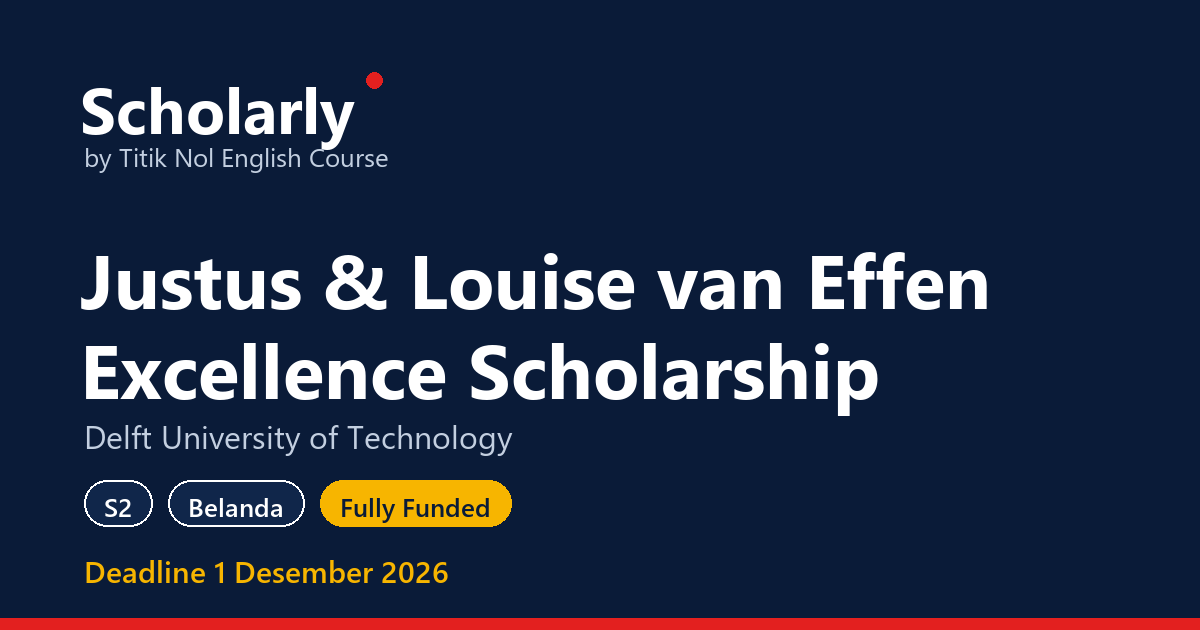 Scholarly
by Titik Nol English Course
Justus & Louise van Effen
Excellence Scholarship
Delft University of Technology
S2
Belanda
Fully Funded
Deadline 1 Desember 2026